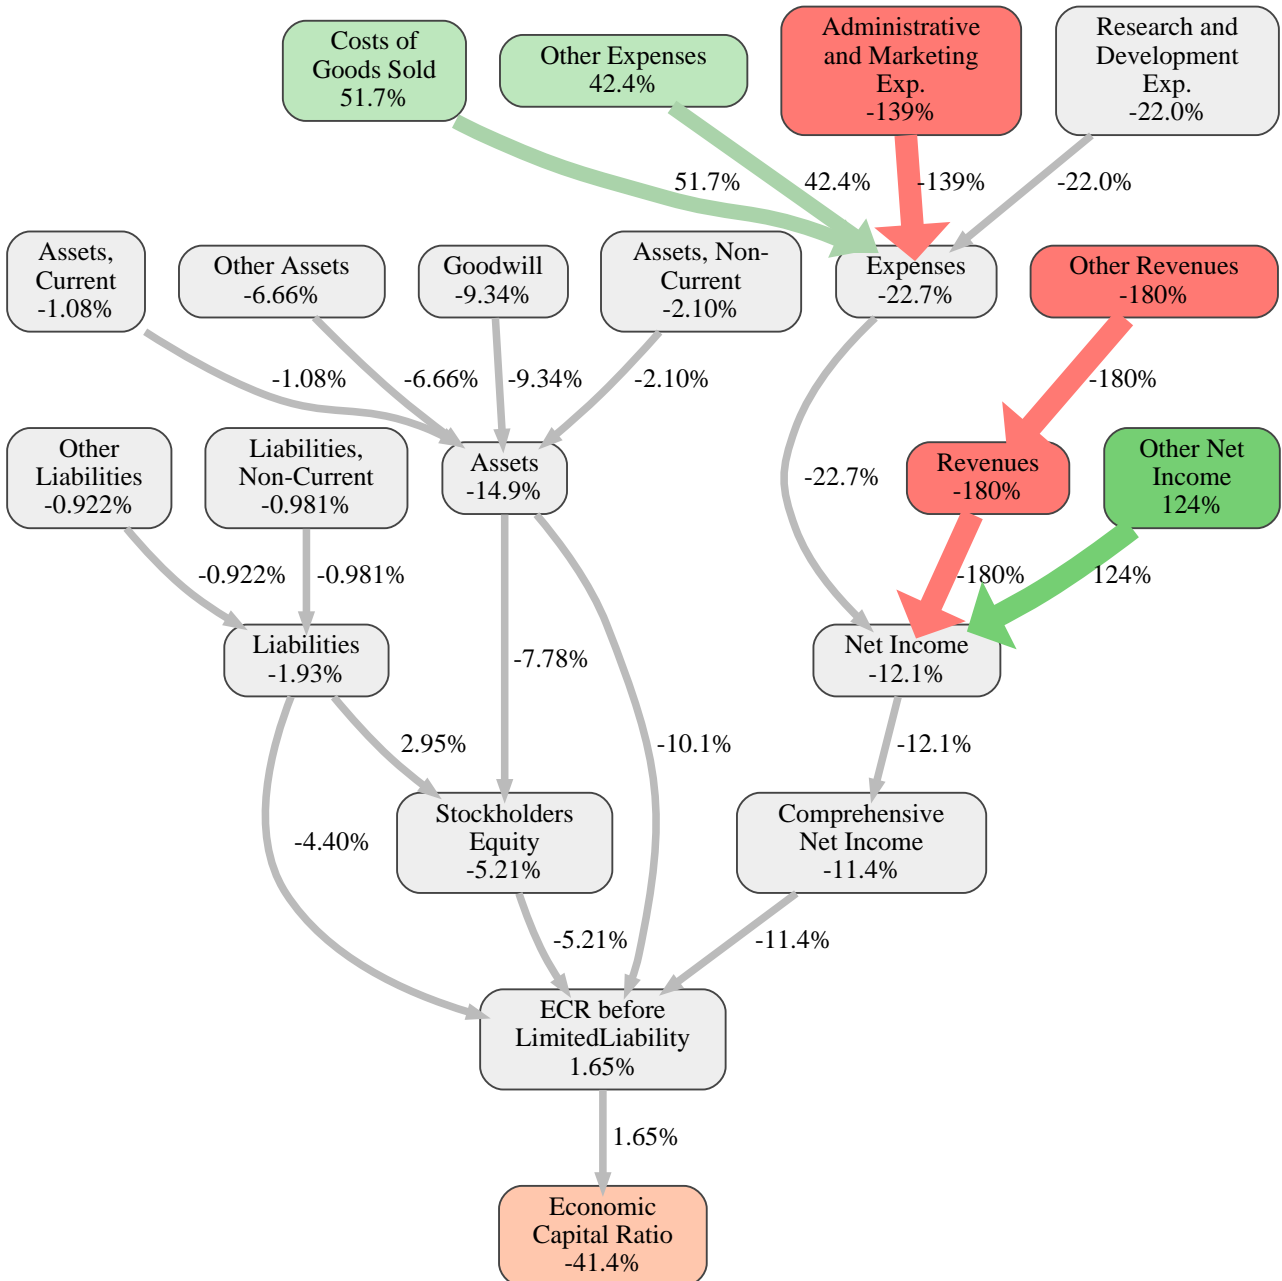 Costs of
Goods Sold
51.7%
Other Expenses
42.4%
Administrative
and Marketing
Exp.
-139%
Research and
Development
Exp.
-22.0%
51.7%
42.4%
-139%
-22.0%
Assets,
Current
-1.08%
Other Assets
-6.66%
Goodwill
-9.34%
Assets, Non-
Current
-2.10%
Expenses
-22.7%
Other Revenues
-180%
-1.08%
-6.66%
-9.34%
-2.10%
-180%
Other
Liabilities
-0.922%
Liabilities,
Non-Current
-0.981%
Assets
-14.9%
-22.7%
Revenues
-180%
Other Net
Income
124%
-0.922%
-0.981%
-180%
124%
Liabilities
-1.93%
-7.78%
Net Income
-12.1%
2.95%
-10.1%
-12.1%
-4.40%
Stockholders
Equity
-5.21%
Comprehensive
Net Income
-11.4%
-5.21%
-11.4%
ECR before
LimitedLiability
1.65%
1.65%
Economic
Capital Ratio
-41.4%